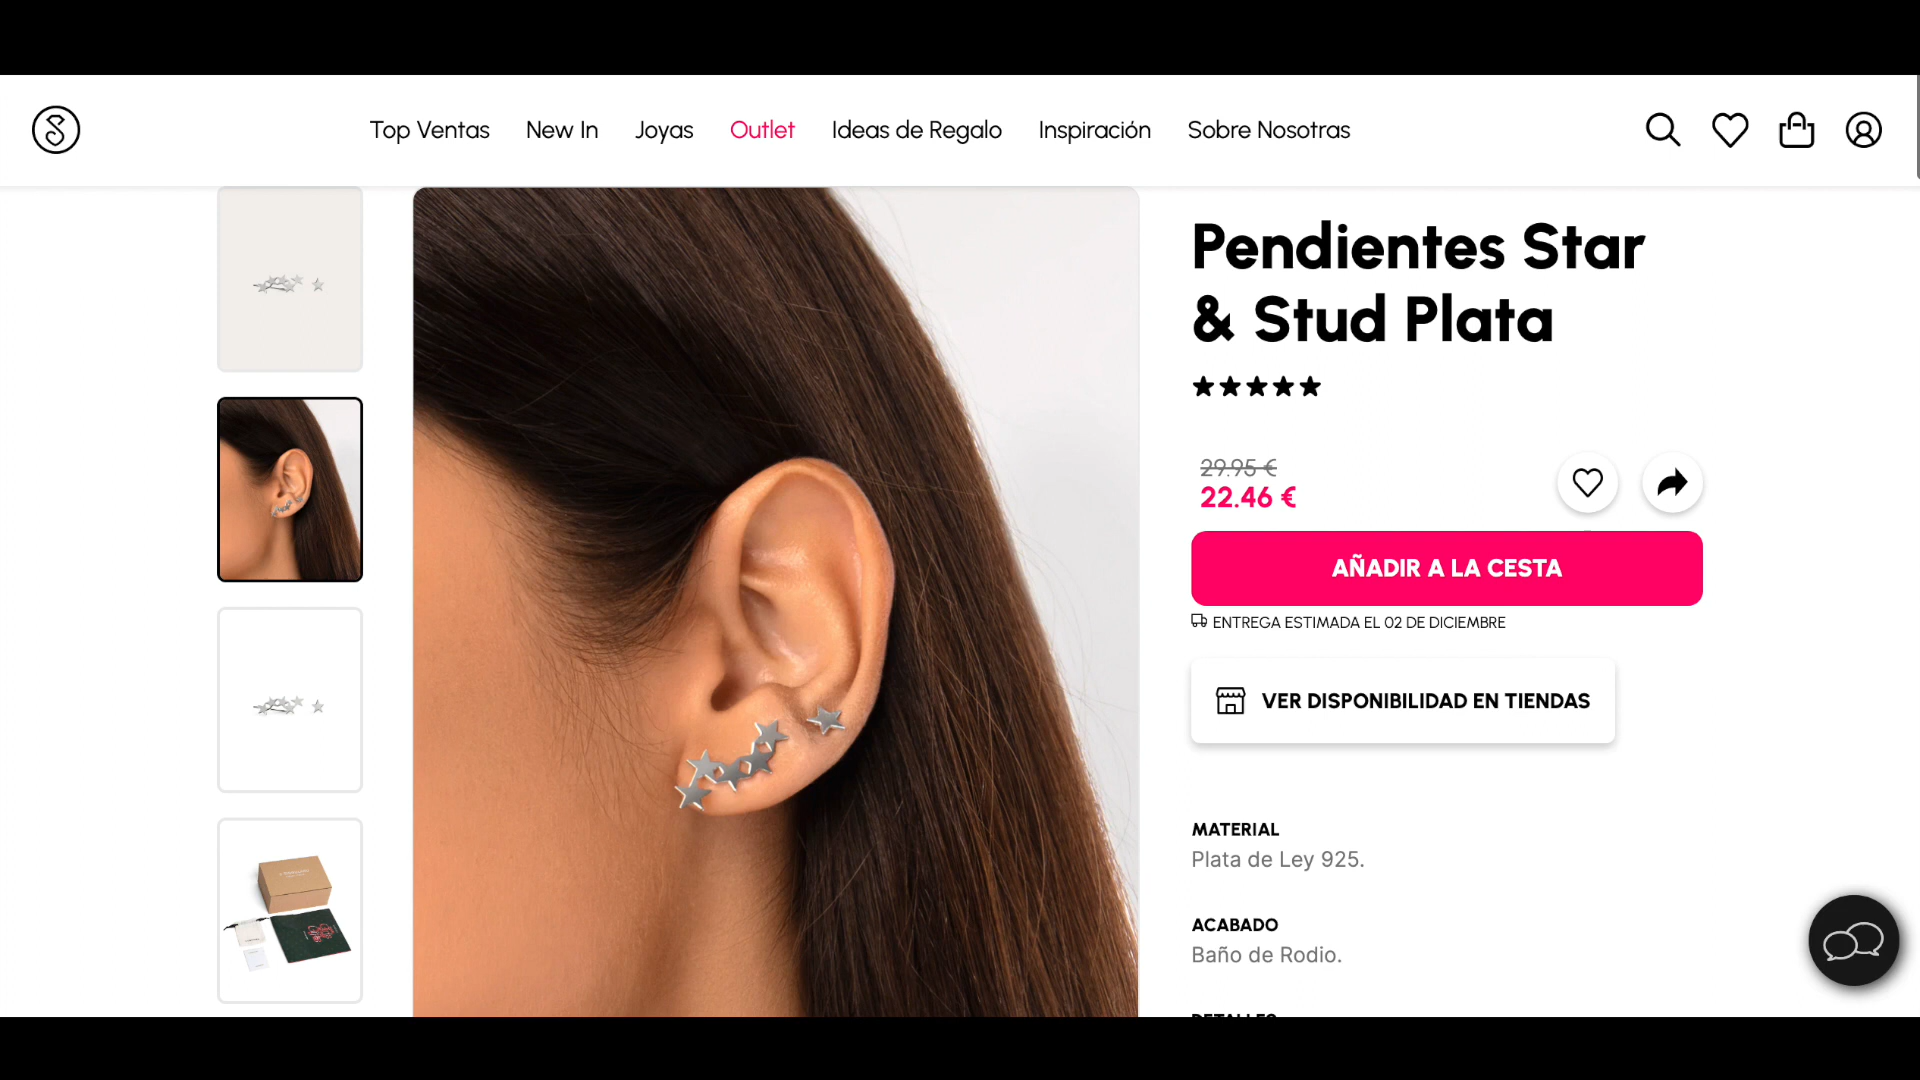 Top Ventas
New In
Joyas
Outlet
Ideas de Regalo
Inspiración
Sobre Nosotras
Pendientes Star
& Stud Plata
29.95 €
22.46 €
AÑADIR A LA CESTA
ENTREGA ESTIMADA EL 02 DE DICIEMBRE
VER DISPONIBILIDAD EN TIENDAS
MATERIAL
Plata de Ley 925.
ACABADO
Baño de Rodio.
DETALLES